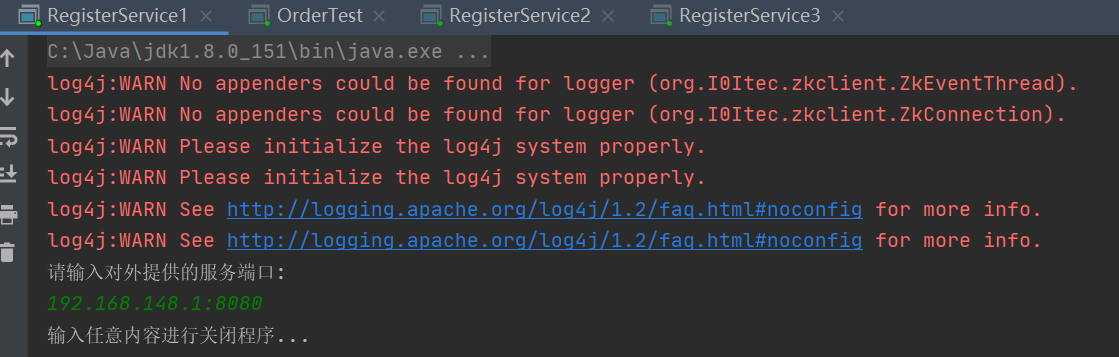 RegisterService1 OrderTest RegisterService2 RegisterService3
C:\Java\jdk1.8.0_151\bin\java.exe ...
log4j:WARN No appenders could be found for logger (org.I0Itec.zkclient.ZkEventThread).
log4j:WARN No appenders could be found for logger (org.I0Itec.zkclient.ZkConnection).
log4j:WARN Please initialize the log4j system properly.
log4j:WARN Please initialize the log4j system properly.
log4j:WARN See http://logging.apache.org/log4j/1.2/faq.html#noconfig for more info.
log4j:WARN See http://logging.apache.org/log4j/1.2/faq.html#noconfig for more info.
请输入对外提供的服务端口:
192.168.148.1:8080
输入任意内容进行关闭程序...